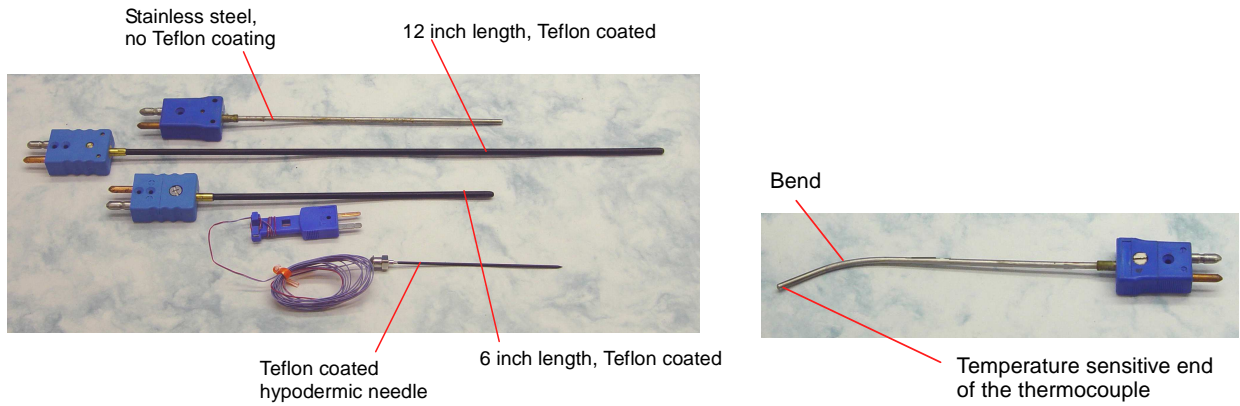 Stainless steel,
no Teflon coating
12 inch length, Teflon coated
Teflon coated
hypodermic needle
6 inch length, Teflon coated
Bend
Temperature sensitive end
of the thermocouple